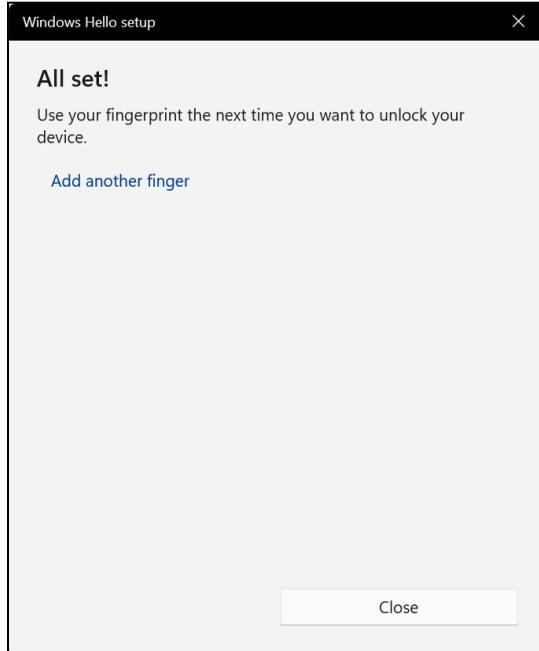 Windows Hello setup
All set!
Use your fingerprint the next time you want to unlock your
device.
Add another finger
Close